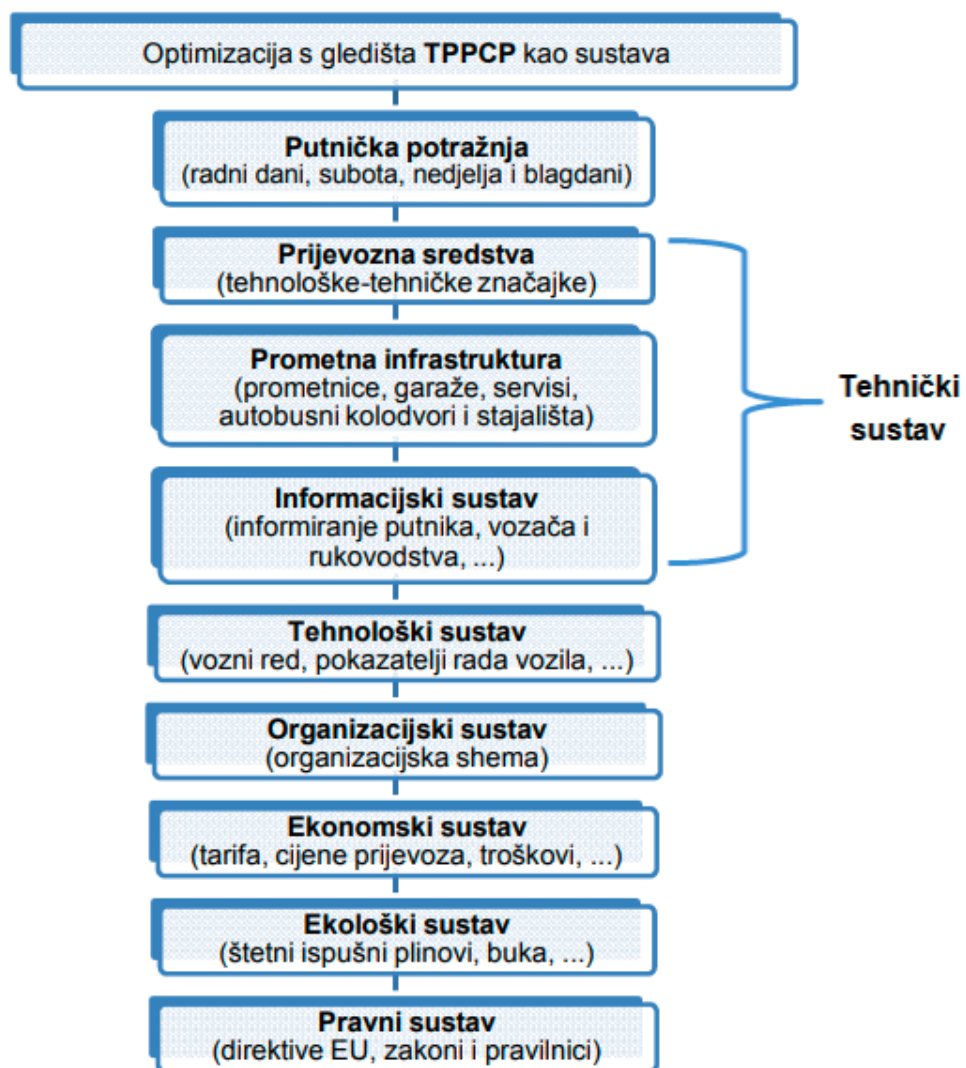 Optimizacija s gledišta TPPCP kao sustava
Putnička potražnja
(radni dani, subota, nedjelja i blagdani)
Prijevozna sredstva
(tehnološke-tehničke značajke)
Prometna infrastruktura
(prometnice, garaže, servisi,
autobusni kolodvori i stajališta)
Informacijski sustav
(informiranje putnika, vozača i
rukovodstva, ...)
Tehnički
sustav
Tehnološki sustav
(vozni red, pokazatelji rada vozila, ...)
Organizacijski sustav
(organizacijska shema)
Ekonomski sustav
(tarifa, cijene prijevoza, troškovi, ...)
Ekološki sustav
(štetni ispušni plinovi, buka, ...)
Pravni sustav
(direktive EU, zakoni i pravilnici)